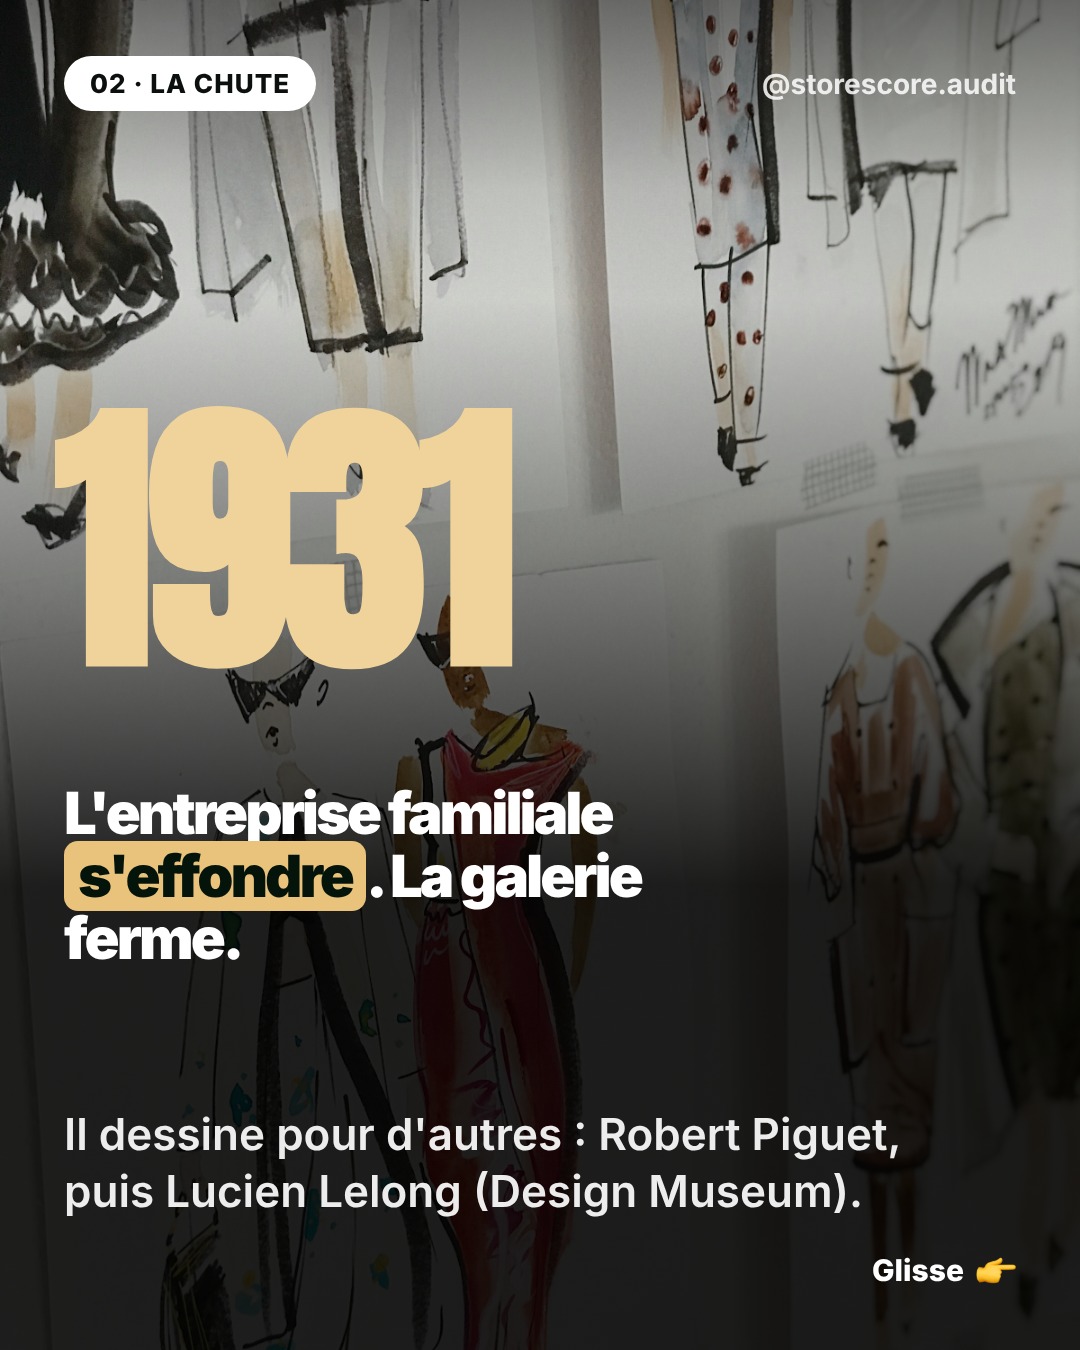 02 · LA CHUTE
@storescore.audit
1931
L'entreprise familiale
s'effondre. La galerie
ferme.
Il dessine pour d'autres : Robert Piguet,
puis Lucien Lelong (Design Museum).
Glisse 👉